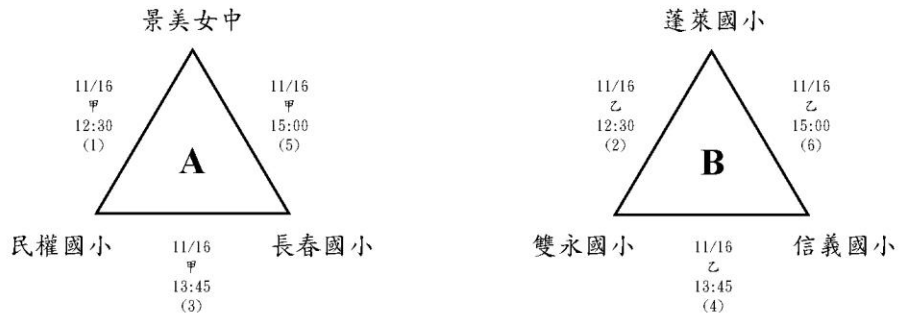 景美女中
11/16
甲
12:30
(1)
11/16
甲
15:00
(5)
A
民權國小
長春國小
11/16
甲
13:45
(3)
蓬萊國小
11/16
乙
12:30
(2)
11/16
乙
15:00
(6)
B
雙永國小
信義國小
11/16
乙
13:45
(4)